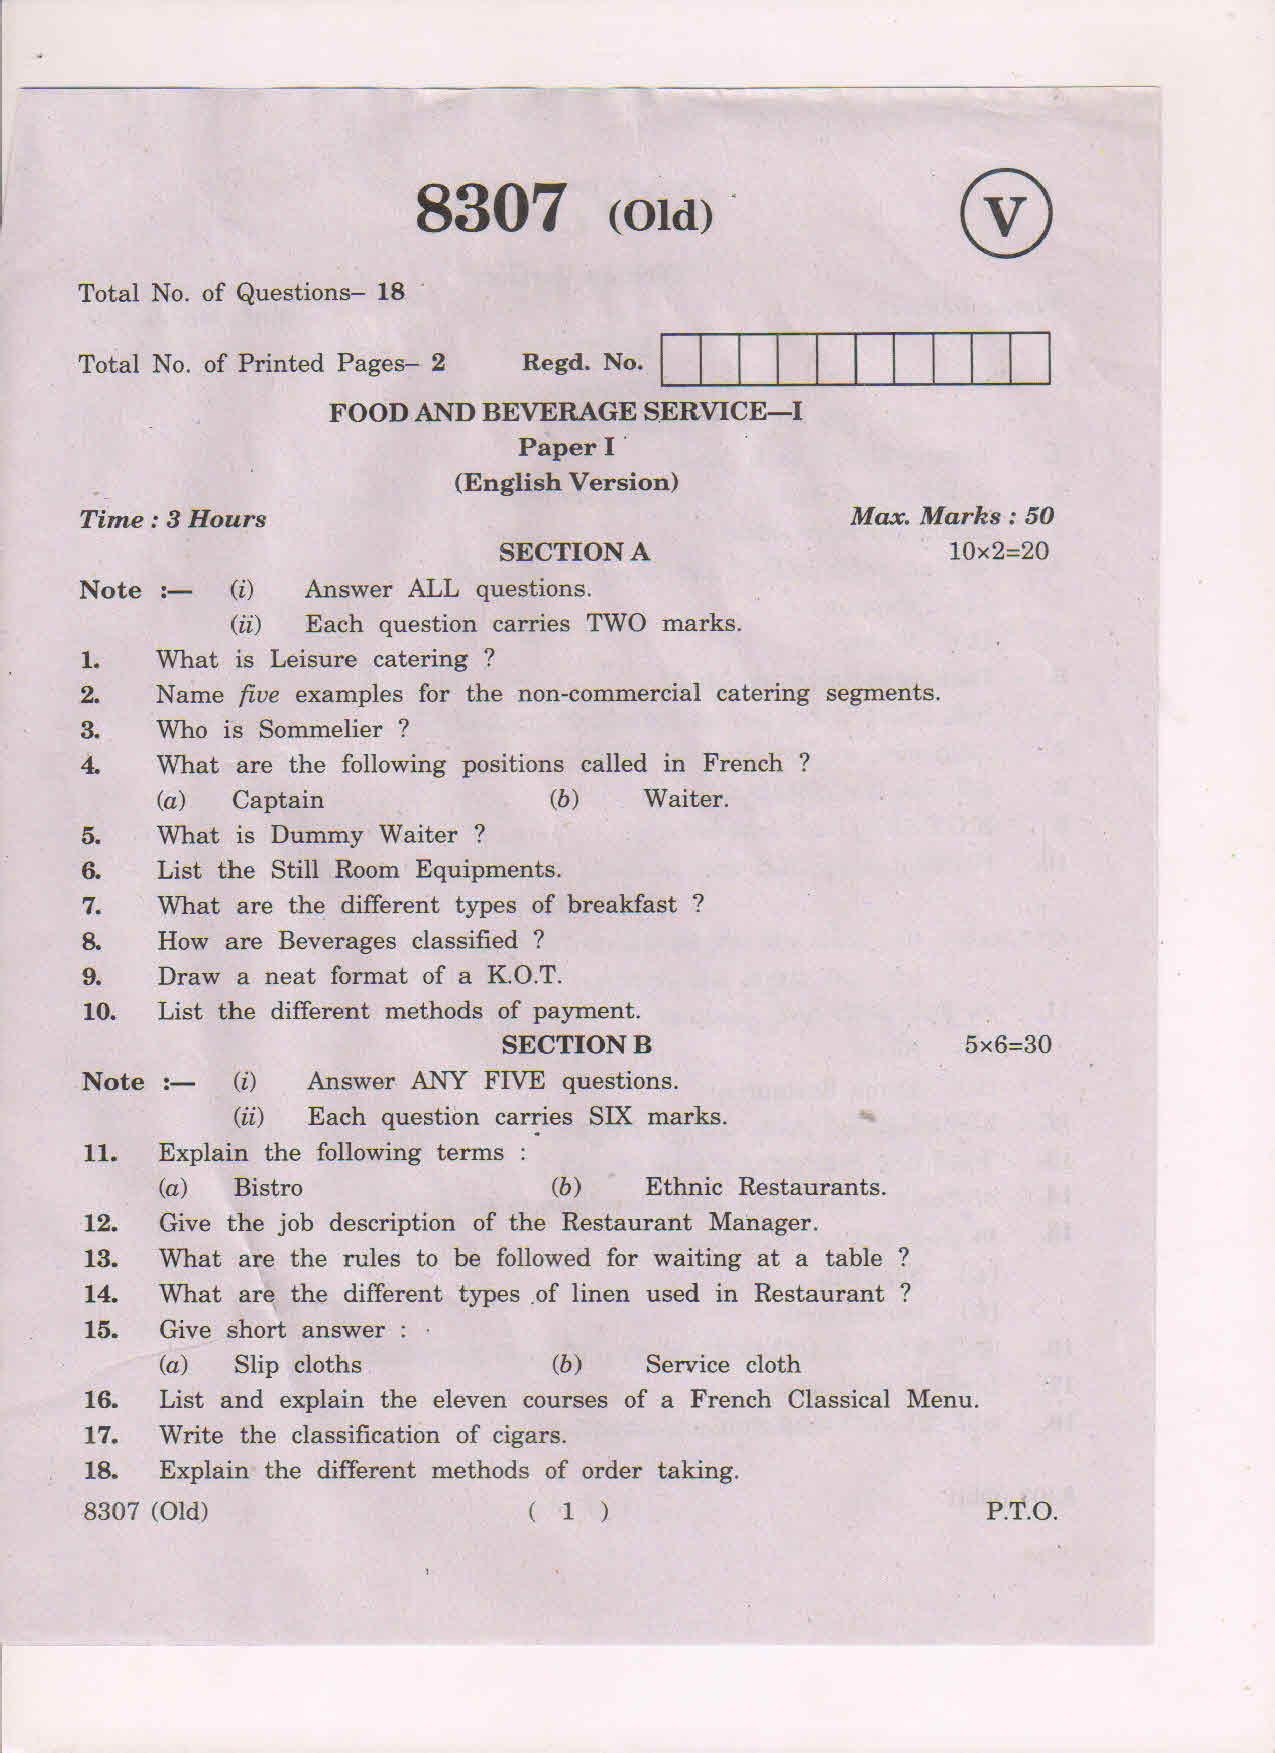 8307 (Old)
V
Total No. of Questions– 18
Total No. of Printed Pages– 2 Regd. No.
FOOD AND BEVERAGE SERVICE—I
Paper I
(English Version)
Time : 3 Hours Max. Marks : 50
SECTION A 10×2=20
Note :— (i) Answer ALL questions.
(ii) Each question carries TWO marks.
1. What is Leisure catering ?
2. Name five examples for the non-commercial catering segments.
3. Who is Sommelier ?
4. What are the following positions called in French ?
(a) Captain (b) Waiter.
5. What is Dummy Waiter ?
6. List the Still Room Equipments.
7. What are the different types of breakfast ?
8. How are Beverages classified ?
9. Draw a neat format of a K.O.T.
10. List the different methods of payment.
SECTION B 5×6=30
Note :— (i) Answer ANY FIVE questions.
(ii) Each question carries SIX marks.
11. Explain the following terms :
(a) Bistro (b) Ethnic Restaurants.
12. Give the job description of the Restaurant Manager.
13. What are the rules to be followed for waiting at a table ?
14. What are the different types of linen used in Restaurant ?
15. Give short answer :
(a) Slip cloths (b) Service cloth
16. List and explain the eleven courses of a French Classical Menu.
17. Write the classification of cigars.
18. Explain the different methods of order taking.
8307 (Old) ( 1 ) P.T.O.